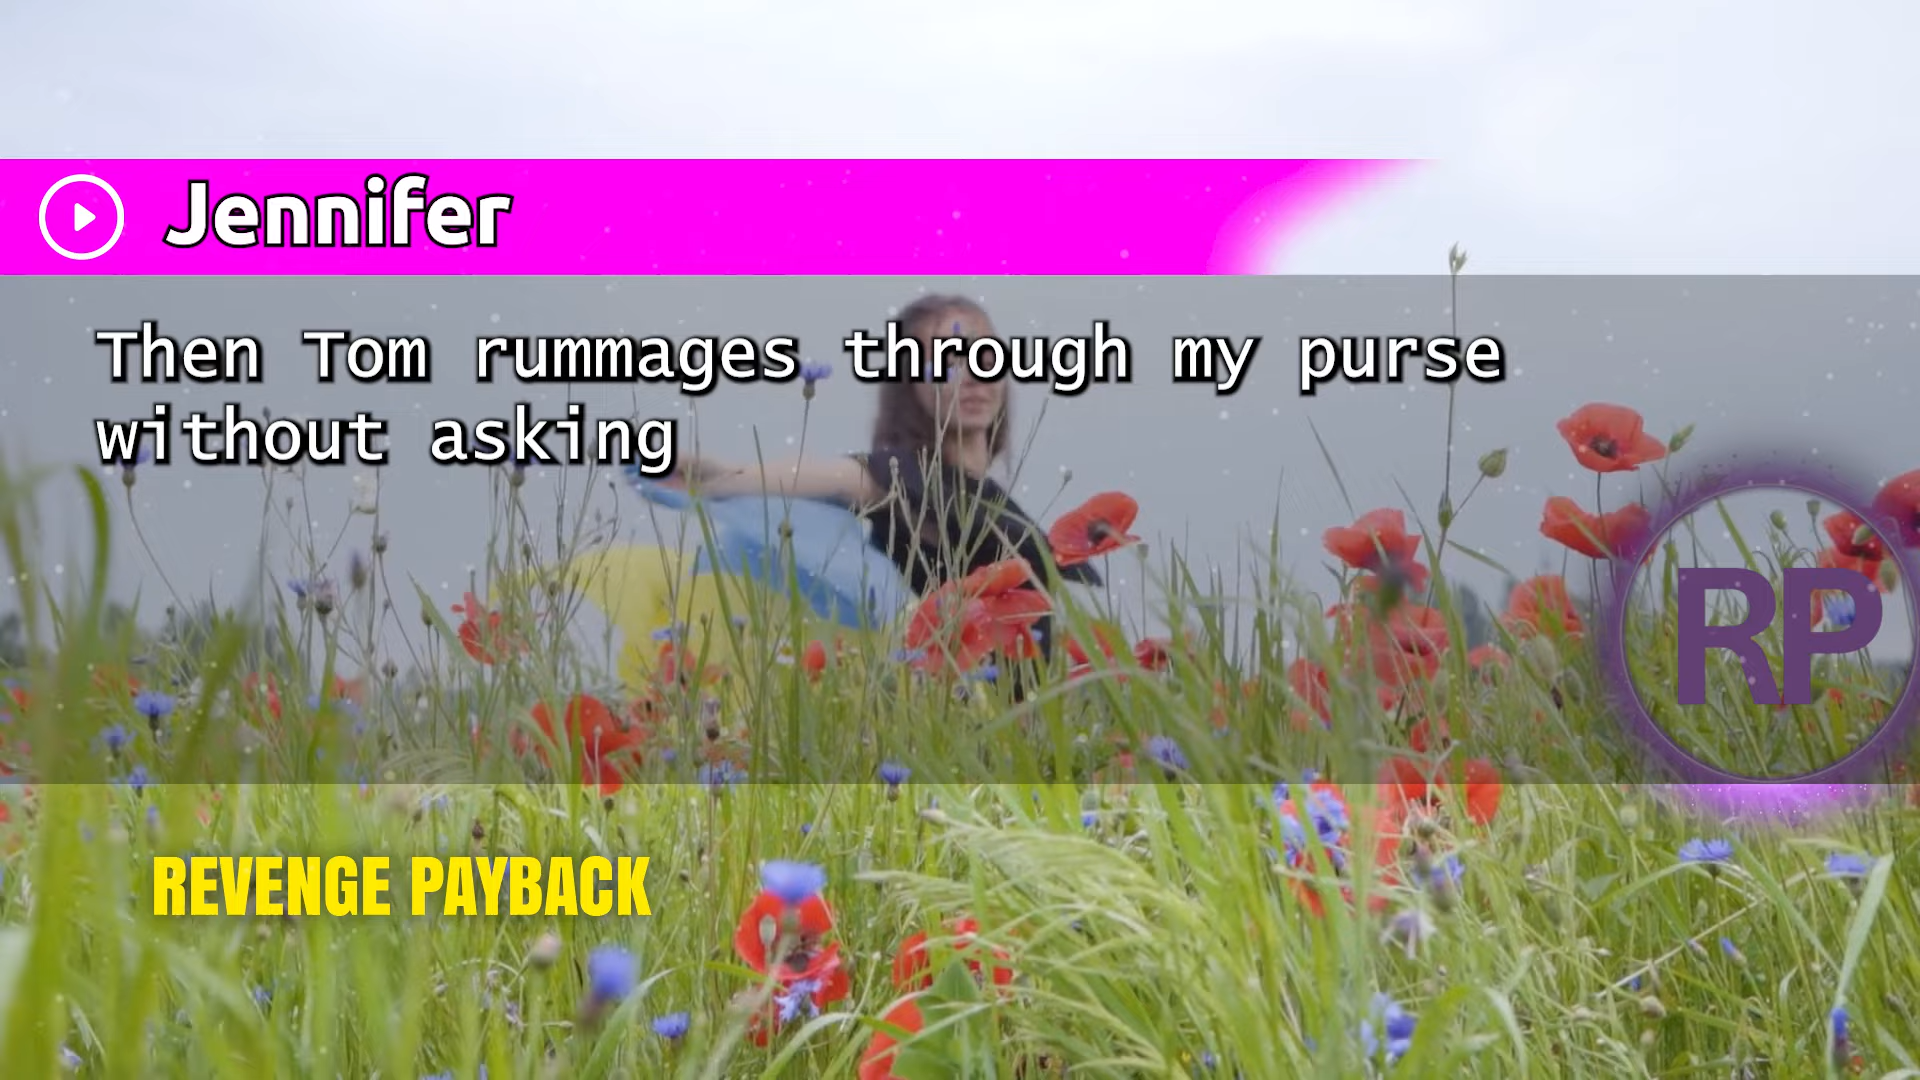 Jennifer
Then Tom rummages through my purse
without asking
RP
REVENGE PAYBACK